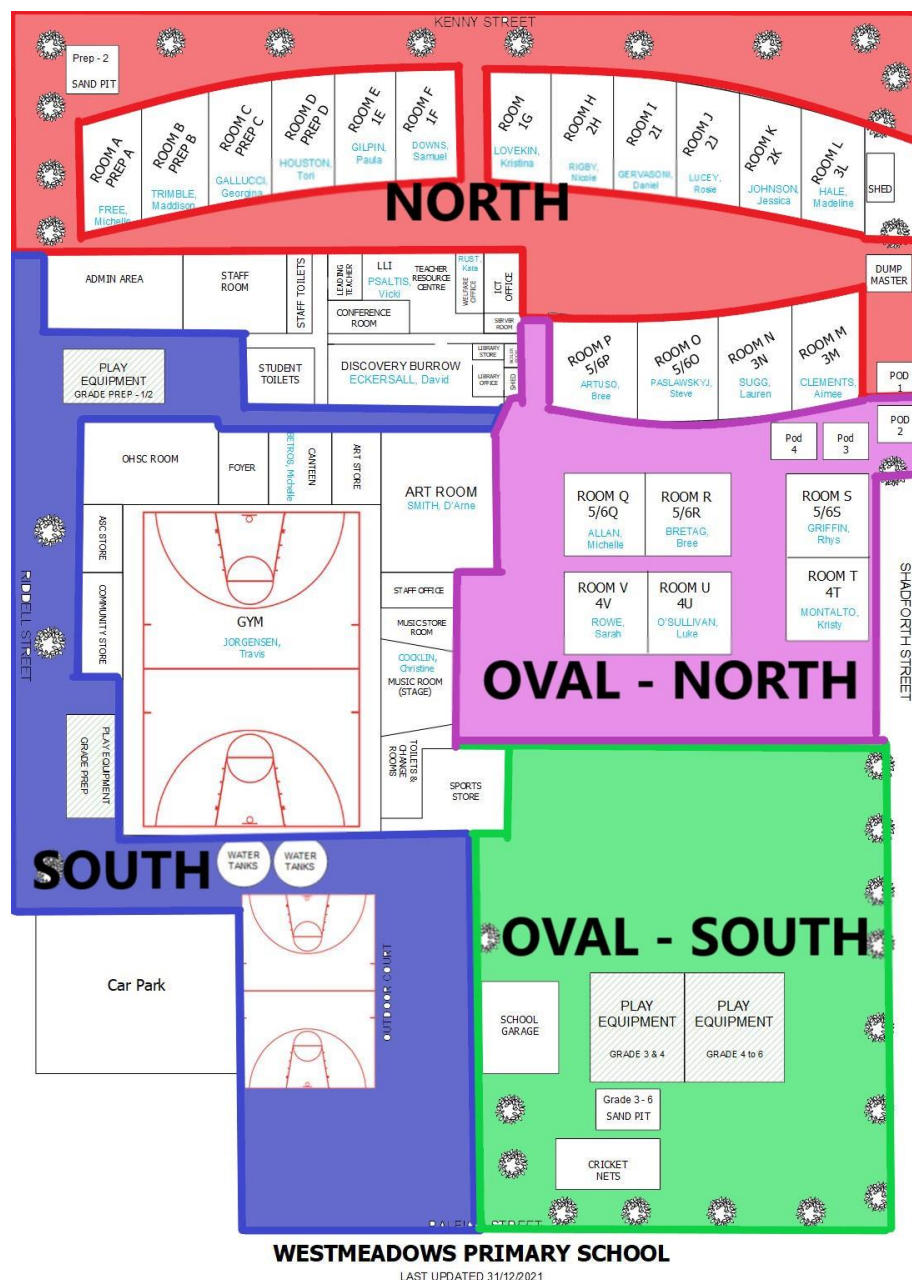 KENNY STREET
Prep - 2
SAND PIT
ROOM A
PREP A
FREE,
Michelle
ROOM B
PREP B
TRIMBLE,
Maddison
ROOM C
PREP C
GALLUCCI,
Georgina
ROOM D
PREP D
HOUSTON,
Tori
ROOM E
1E
GILPIN,
Paula
ROOM F
1F
DOWNS,
Samuel
ROOM
1G
LOVEKIN,
Kristina
ROOM H
2H
RIGBY,
Nicole
ROOM I
2I
GERVASONI,
Daniel
ROOM J
2J
LUCEY,
Rosie
ROOM K
2K
JOHNSON,
Jessica
ROOM L
3L
HALE,
Madeline
SHED
NORTH
ADMIN AREA
STAFF
ROOM
STAFF TOILETS
LEADING
TEACHER
LLI
PSALTIS,
Vicki
TEACHER
RESOURCE
CENTRE
RUST,
Kara
WELFARE
OFFICE
ICT
OFFICE
DUMP
MASTER
CONFERENCE
ROOM
SERVER
ROOM
PLAY
EQUIPMENT
GRADE PREP - 1/2
STUDENT
TOILETS
DISCOVERY BURROW
ECKERSALL, David
LIBRARY
STORE
LIBRARY
OFFICE
SHED
ROOM P
5/6P
ARTUSO,
Bree
ROOM O
5/6O
PASLAWSKYJ,
Steve
ROOM N
3N
SUGG,
Lauren
ROOM M
3M
CLEMENTS,
Aimee
POD
1
POD
2
Pod
4
Pod
3
OHSC ROOM
FOYER
BETROS, Michelle
CANTEEN
ART STORE
ART ROOM
SMITH, D'Arne
ROOM Q
5/6Q
ALLAN,
Michelle
ROOM R
5/6R
BRETAG,
Bree
ROOM S
5/6S
GRIFFIN,
Rhys
ASC STORE
COMMUNITY STORE
RIDDELL STREET
SHADFORTH STREET
STAFF OFFICE
ROOM V
4V
ROWE,
Sarah
ROOM U
4U
O'SULLIVAN,
Luke
ROOM T
4T
MONTALTO,
Kristy
GYM
JORGENSEN,
Travis
MUSIC STORE
ROOM
COCKLIN,
Christine
MUSIC ROOM
(STAGE)
OVAL - NORTH
PLAY EQUIPMENT
GRADE PREP
TOILETS &
CHANGE
ROOMS
SPORTS
STORE
SOUTH
WATER
TANKS
WATER
TANKS
OVAL - SOUTH
OUTDOOR COURT
Car Park
SCHOOL
GARAGE
PLAY
EQUIPMENT
GRADE 3 & 4
PLAY
EQUIPMENT
GRADE 4 to 6
Grade 3 - 6
SAND PIT
CRICKET
NETS
WESTMEADOWS PRIMARY SCHOOL
LAST UPDATED 31/12/2021